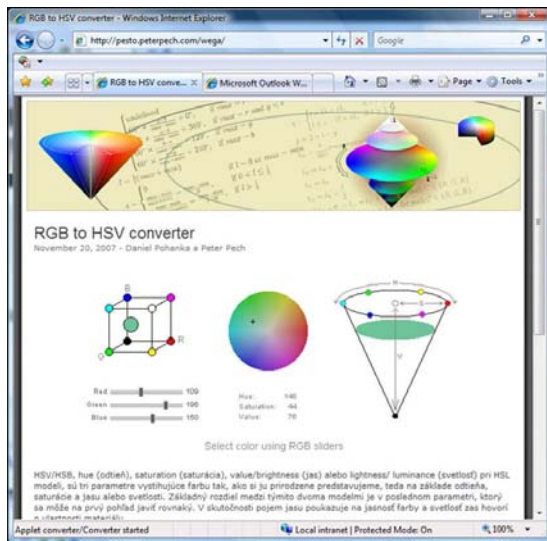 RGB to HSV converter - Windows Internet Explorer
http://pesto.peterpech.com/wega/
Google
RGB to HSV conve...
Microsoft Outlook W...
Page
Tools
RGB to HSV converter
November 20, 2007 - Daniel Pohanka a Peter Pech
B
R
G
H
S
V
Red 109
Green 196
Blue 150
Hue: 148
Saturation: 44
Value: 76
Select color using RGB sliders
HSV/HSB, hue (odtieň), saturation (saturácia), value/brightness (jas) alebo lightness/ luminance (svetlosť) pri HSL
modeli, sú tri parametre vystihujúce farbu tak, ako si ju prirodzene predstavujeme, teda na základe odtieňa,
saturácie a jasu alebo svetlosti. Základný rozdiel medzi týmito dvoma modelmi je v poslednom parametri, ktorý
sa môže na prvý pohľad javiť rovnaký. V skutočnosti pojem jasu poukazuje na jasnosť farby a svetlosť zas hovorí
o vlastnosti materiálu
Applet converter/Converter started
Local intranet | Protected Mode: On
100%